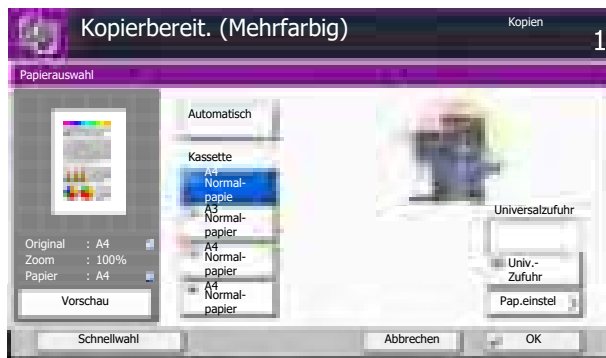 Kopierbereit. (Mehrfarbig)
Kopien
1
Papierauswahl
Automatisch
Kassette
A4
Normal-
papie
A3
Normal-
papier
A4
Normal-
papier
A4
Normal-
papier
Universalzufuhr
Univ.-
Zufuhr
Pap.einstel
Original : A4
Zoom : 100%
Papier : A4
Vorschau
Schnellwahl
Abbrechen
OK